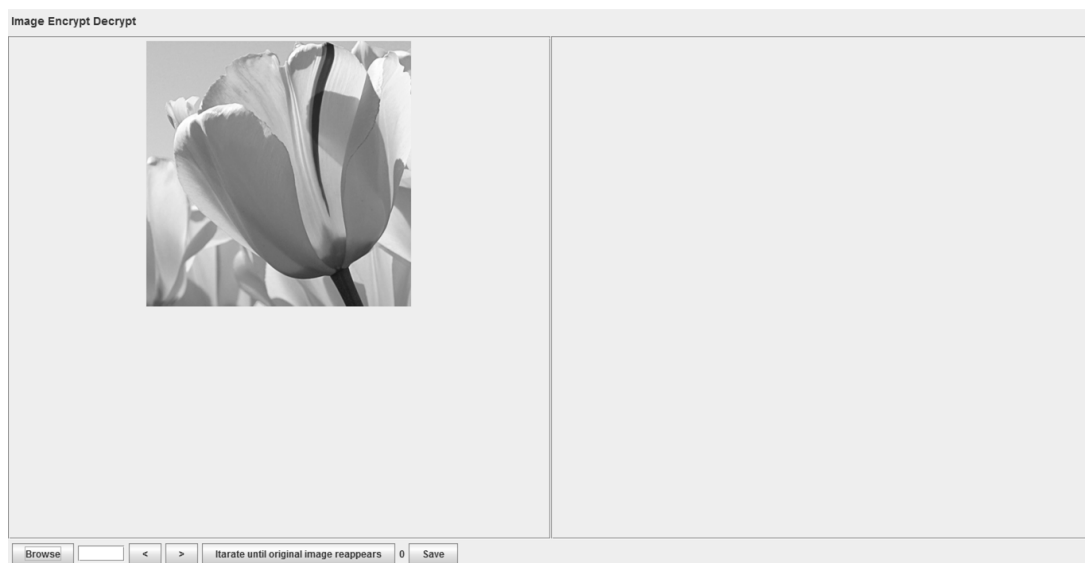 Image Encrypt Decrypt
Browse < > Itarate until original image reappears 0 Save